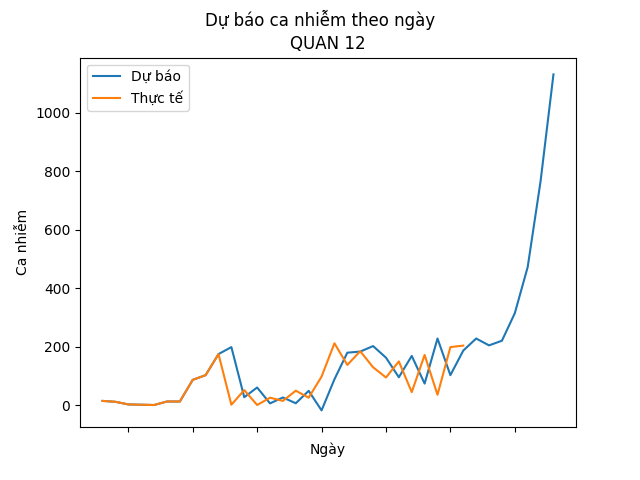 Dự báo ca nhiễm theo ngày
QUAN 12
Dự báo
Thực tế
1000
800
600
400
200
0
Ca nhiễm
Ngày